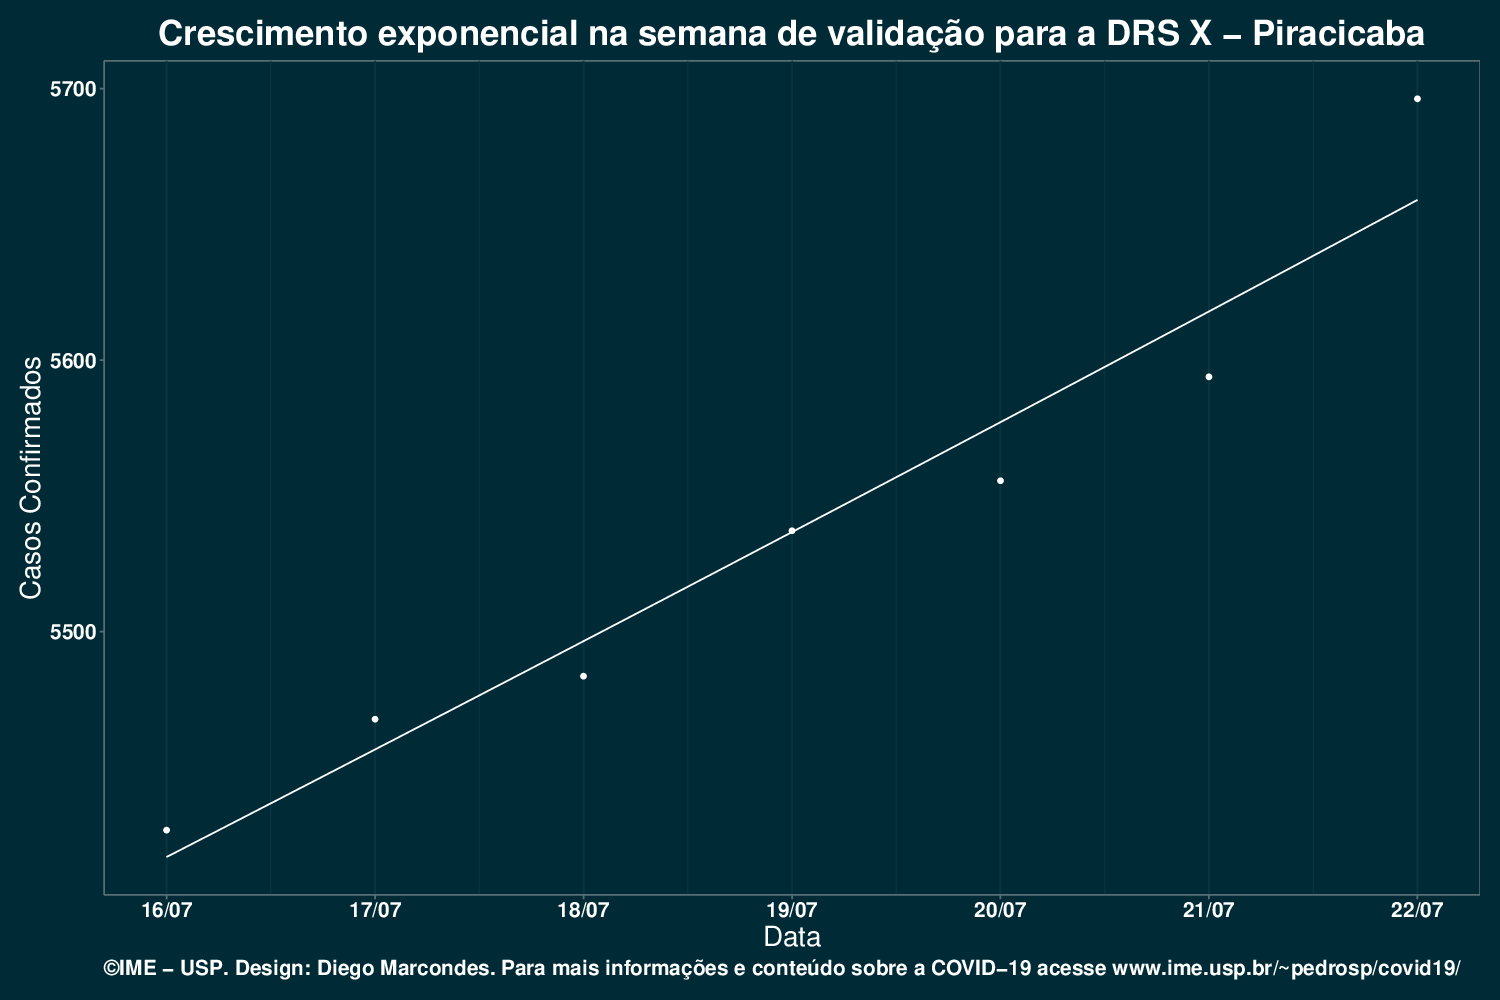 Crescimento exponencial na semana de validação para a DRS X – Piracicaba
5700
5600
5500
Casos Confirmados
16/07 17/07 18/07 19/07 20/07 21/07 22/07
Data
©IME – USP. Design: Diego Marcondes. Para mais informações e conteúdo sobre a COVID–19 acesse www.ime.usp.br/~pedrosp/covid19/